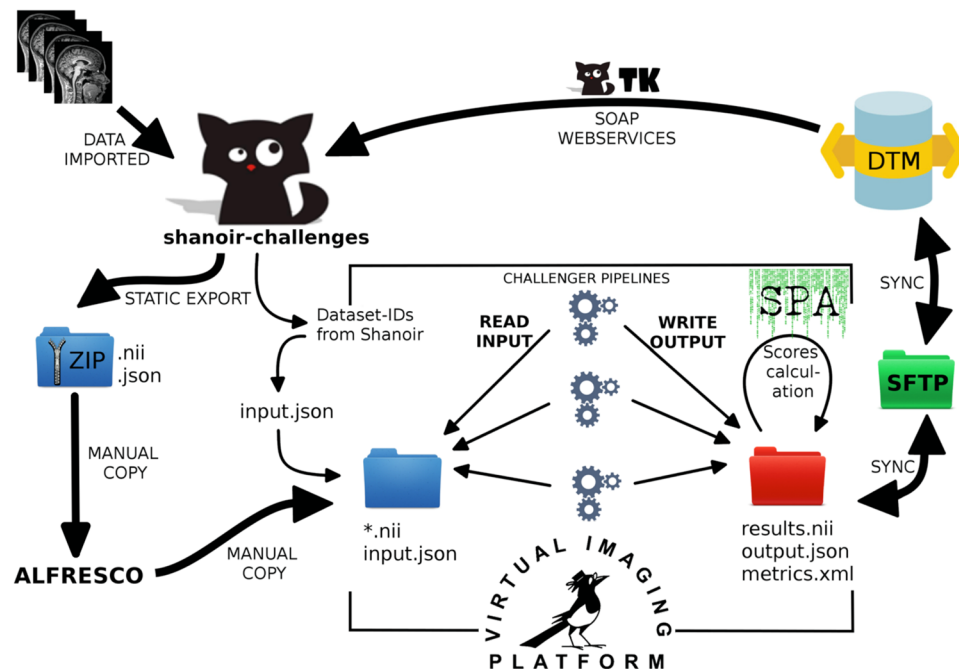 TK
SOAP
WEBSERVICES
DTM
DATA
IMPORTED
shanoir-challenges
STATIC EXPORT
ZIP
.nii
.json
MANUAL
COPY
ALFRESCO
MANUAL
COPY
Dataset-IDs
from Shanoir
input.json
CHALLENGER PIPELINES
READ
INPUT
WRITE
OUTPUT
SPA
Scores
calcul-
ation
*.nii
input.json
results.nii
output.json
metrics.xml
SYNC
SFTP
SYNC
VIRTUAL IMAGING
PLATFORM